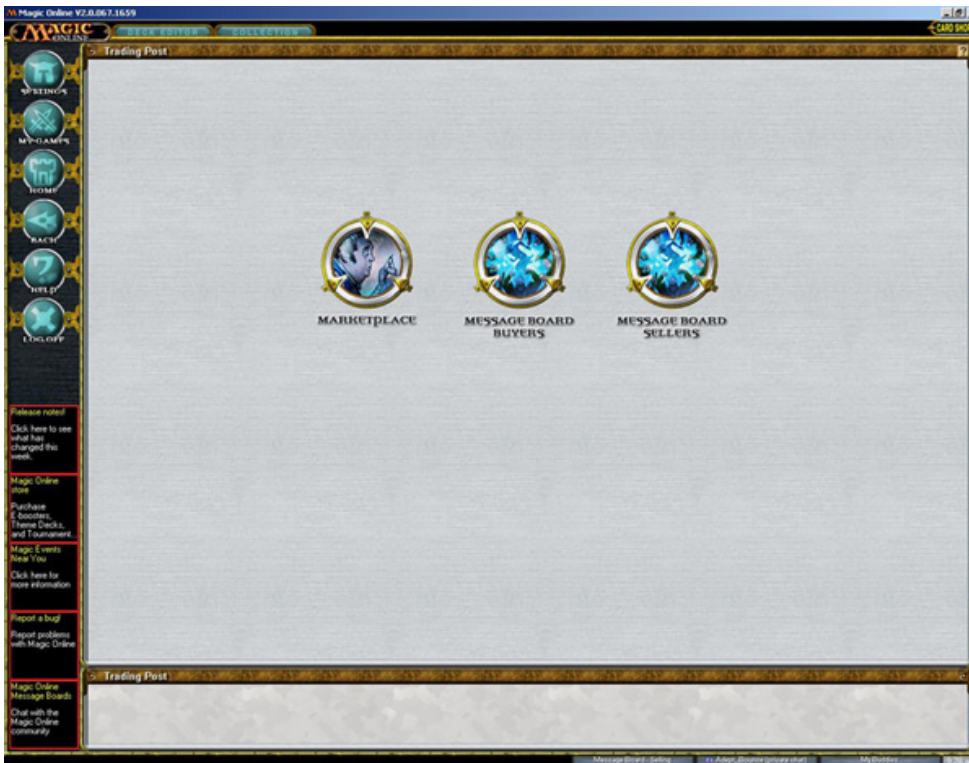 Magic Online V2.0.067.1659
MAGIC
ONLINE
DECK EDITOR
COLLECTION
CARD SHO
Trading Post
?
SETTINGS
MY GAMES
HOME
BACK
HELP
LOG OFF
MARKETPLACE
MESSAGE BOARD
BUYERS
MESSAGE BOARD
SELLERS
Release notes!
Click here to see
what has
changed this
week.
Magic Online
store
Purchase
E-boosters,
Theme Decks,
and Tournament...
Magic Events
Near You
Click here for
more information
Report a bug!
Report problems
with Magic Online
Magic Online
Message Boards
Chat with the
Magic Online
community
Trading Post
Message Board - Selling
Adept_Bounce (private chat)
My Buddies